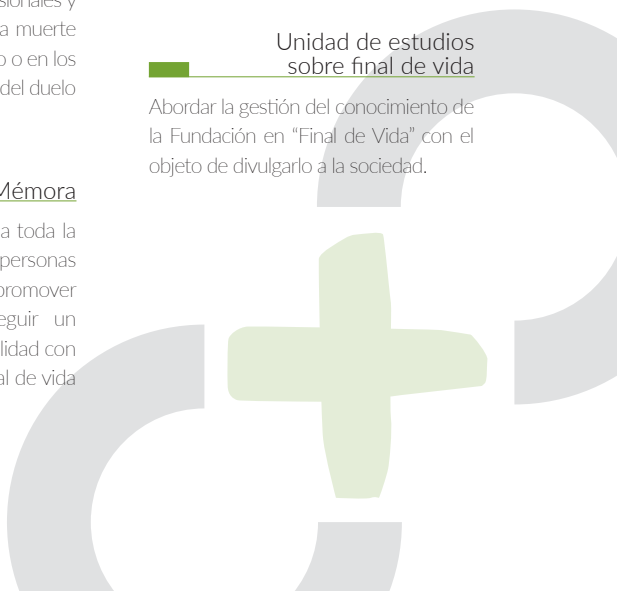 a muerte
o o en los
del duelo
Mémora
a toda la
personas
promover
eguir un
lidad con
al de vida
Unidad de estudios
sobre final de vida
Abordar la gestión del conocimiento de
la Fundación en “Final de Vida” con el
objeto de divulgarlo a la sociedad.